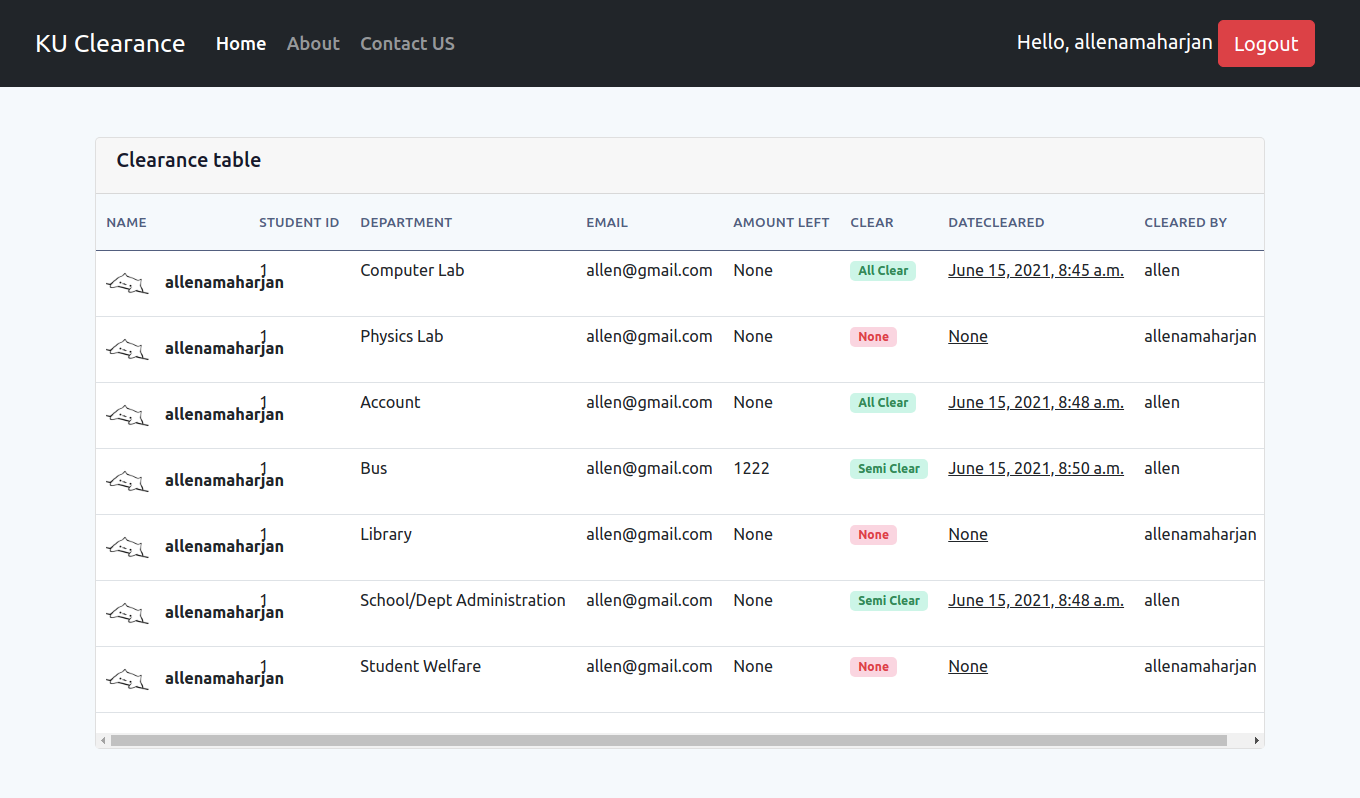 KU Clearance Home About Contact US Hello, allenamaharjan Logout
Clearance table
NAME STUDENT ID DEPARTMENT EMAIL AMOUNT LEFT CLEAR DATECLEARED CLEARED BY
allenamaharjan 1 Computer Lab allen@gmail.com None All Clear June 15, 2021, 8:45 a.m. allen
allenamaharjan 1 Physics Lab allen@gmail.com None None None allenamaharjan
allenamaharjan 1 Account allen@gmail.com None All Clear June 15, 2021, 8:48 a.m. allen
allenamaharjan 1 Bus allen@gmail.com 1222 Semi Clear June 15, 2021, 8:50 a.m. allen
allenamaharjan 1 Library allen@gmail.com None None None allenamaharjan
allenamaharjan 1 School/Dept Administration allen@gmail.com None Semi Clear June 15, 2021, 8:48 a.m. allen
allenamaharjan 1 Student Welfare allen@gmail.com None None None allenamaharjan